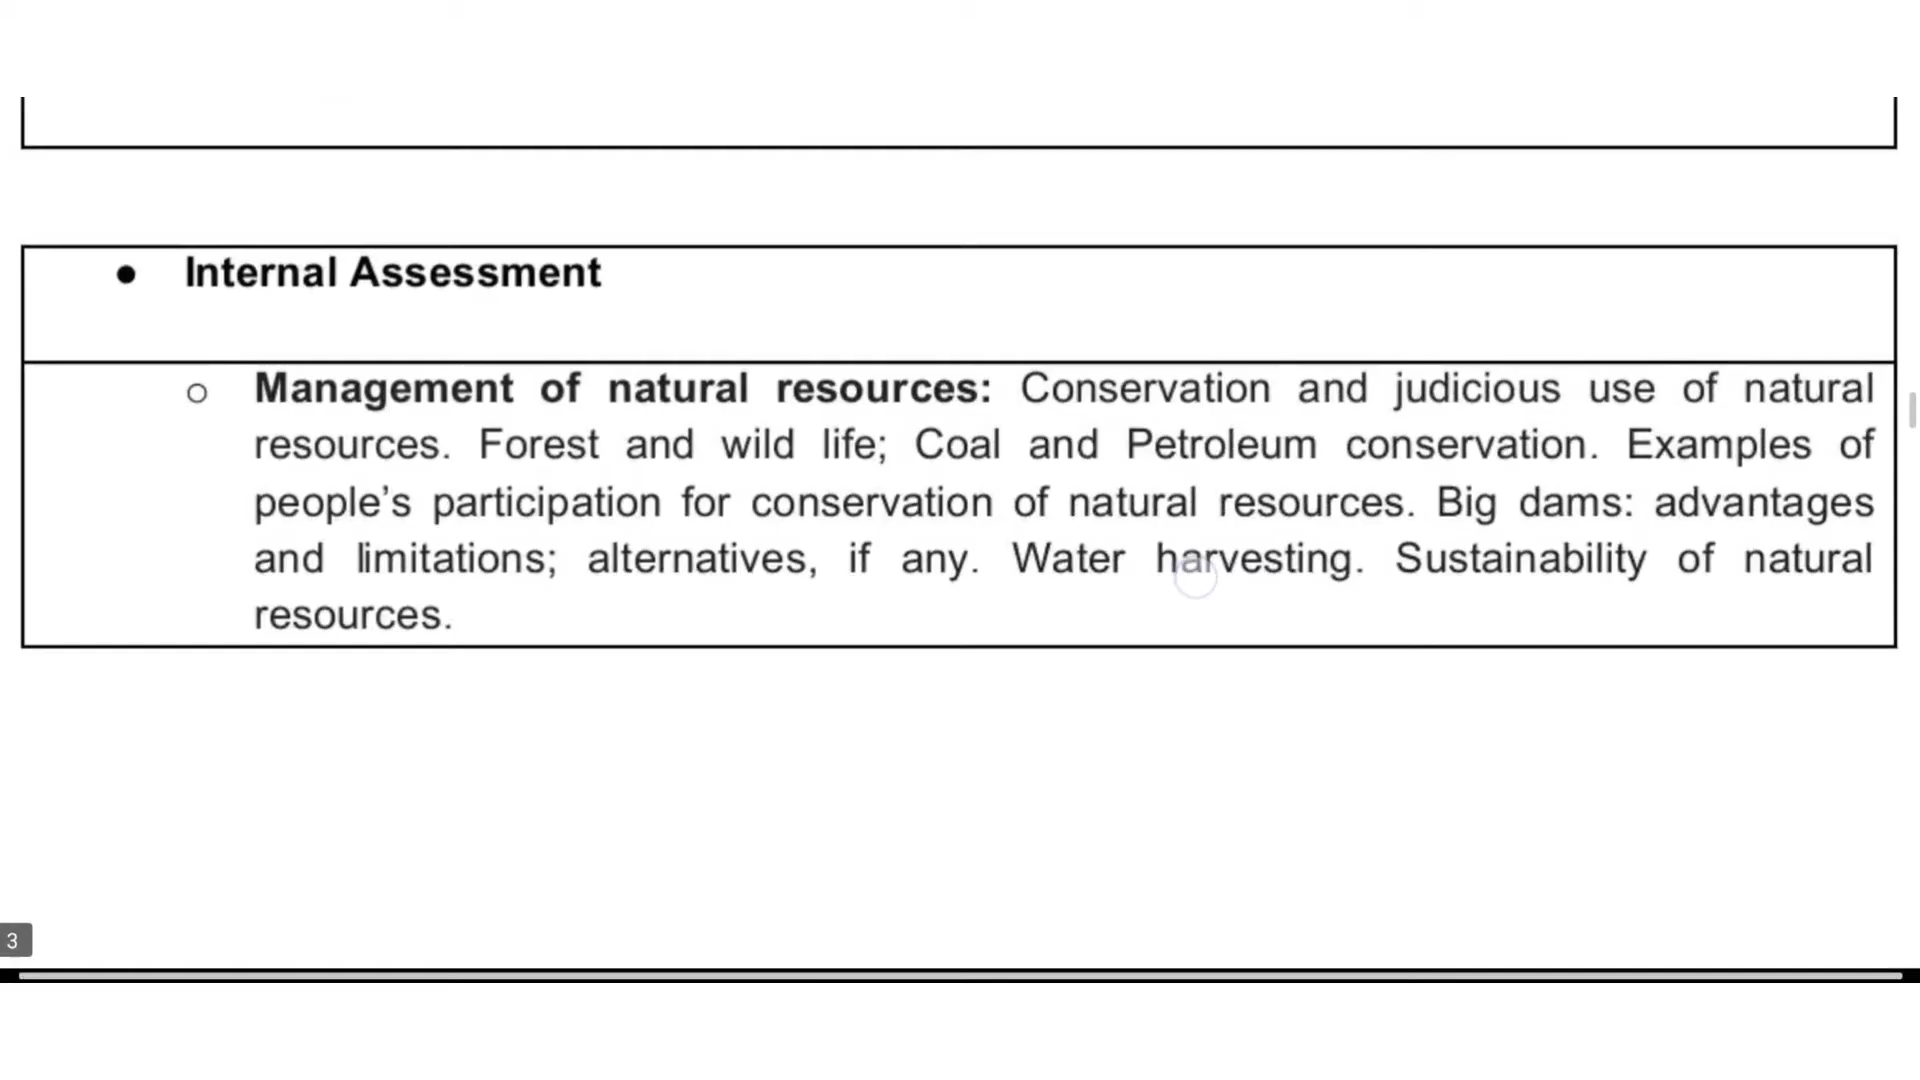 ● Internal Assessment
○ Management of natural resources: Conservation and judicious use of natural
resources. Forest and wild life; Coal and Petroleum conservation. Examples of
people’s participation for conservation of natural resources. Big dams: advantages
and limitations; alternatives, if any. Water harvesting. Sustainability of natural
resources.
3